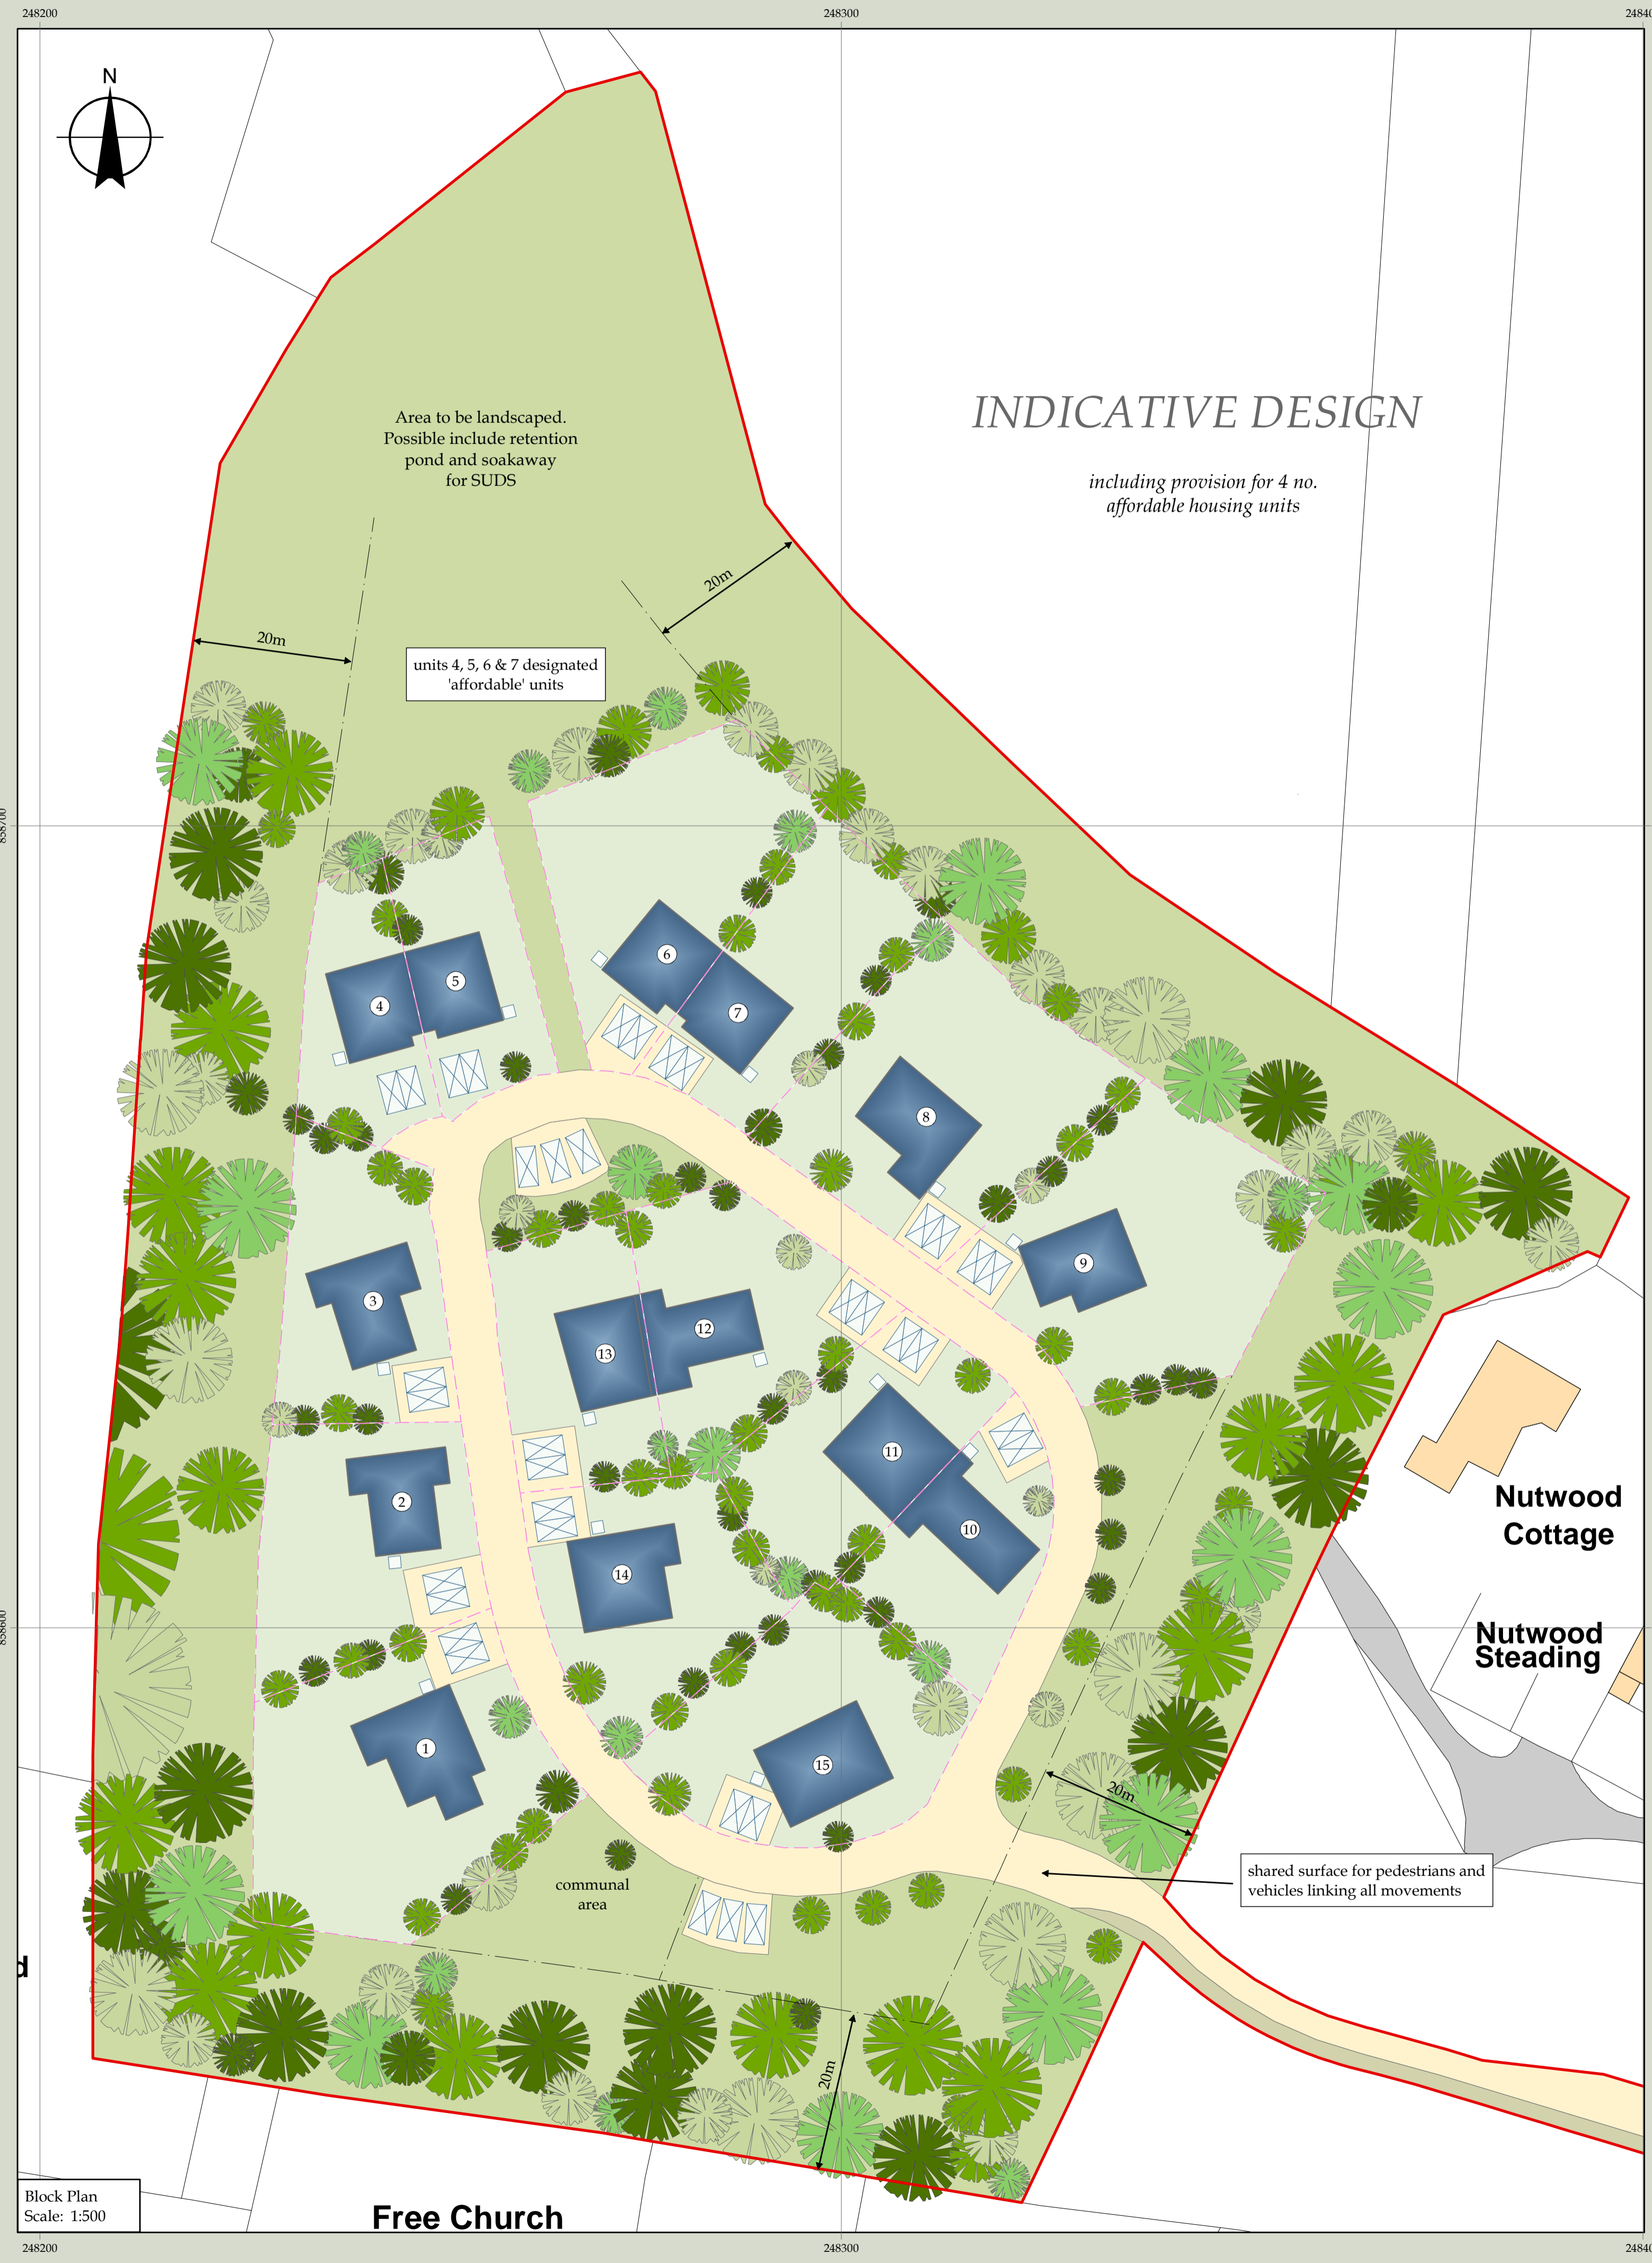 248200
248300
N
INDICATIVE DESIGN
including provision for 4 no.
affordable housing units
Area to be landscaped.
Possible include retention
pond and soakaway
for SUDS
20m
20m
units 4, 5, 6 & 7 designated
'affordable' units
858700
6
5
4
7
8
9
3
12
13
11
2
10
14
Nutwood
Cottage
858600
Nutwood
Steading
1
15
20m
shared surface for pedestrians and
vehicles linking all movements
communal
area
d
20m
Block Plan
Scale: 1:500
Free Church
248200
248300